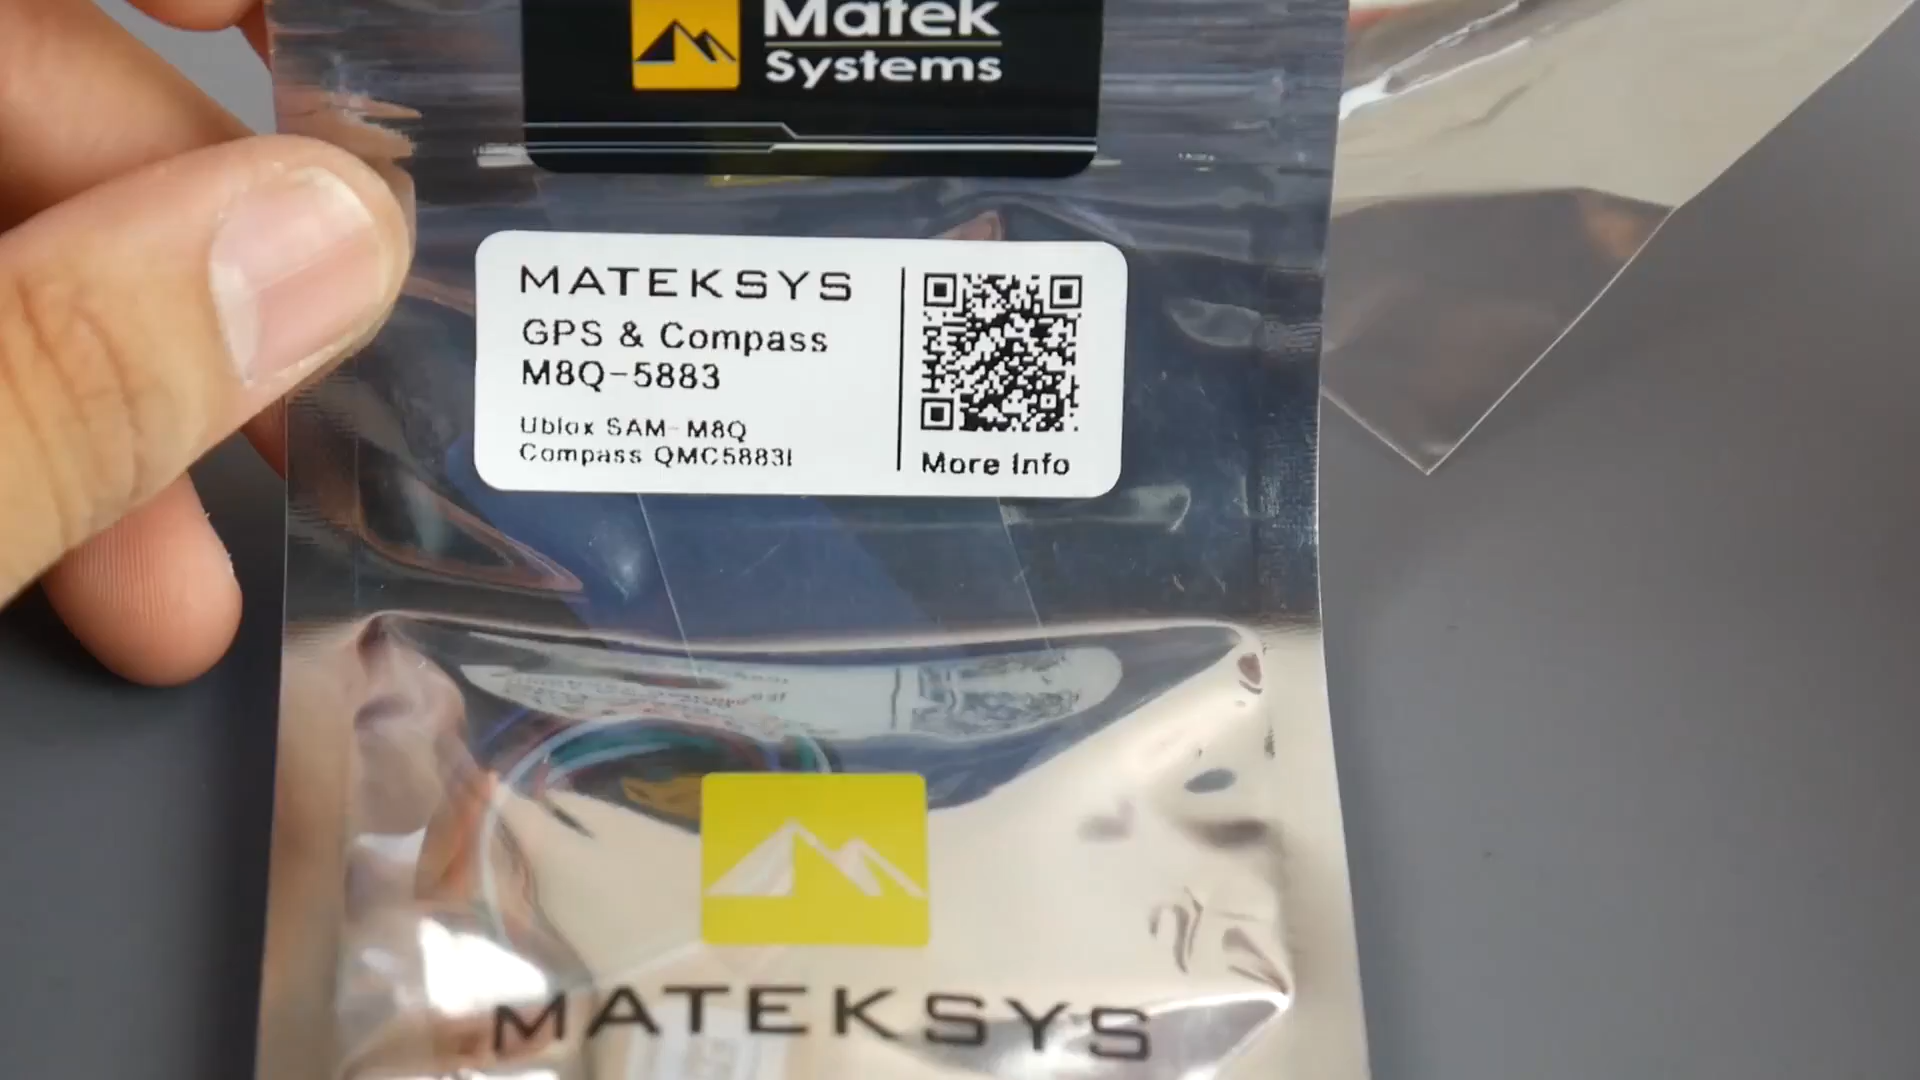 Matek
Systems
MATEKSYS
GPS & Compass
M8Q-5883
Ublox SAM-M8Q
Compass QMC5883L
More Info
MATEKSYS